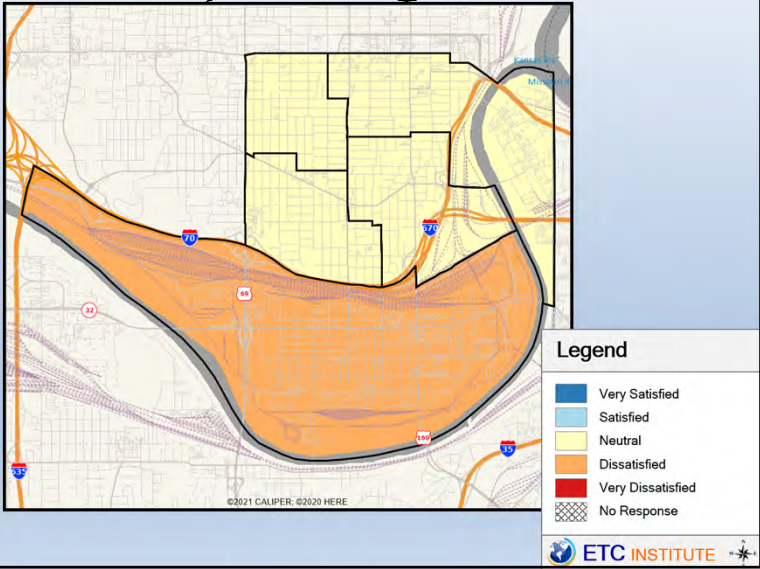 Kansas Riv
Missouri R
670
70
69
32
169
35
635
©2021 CALIPER; ©2020 HERE
Legend
Very Satisfied
Satisfied
Neutral
Dissatisfied
Very Dissatisfied
No Response
ETC INSTITUTE
N
W
E
S